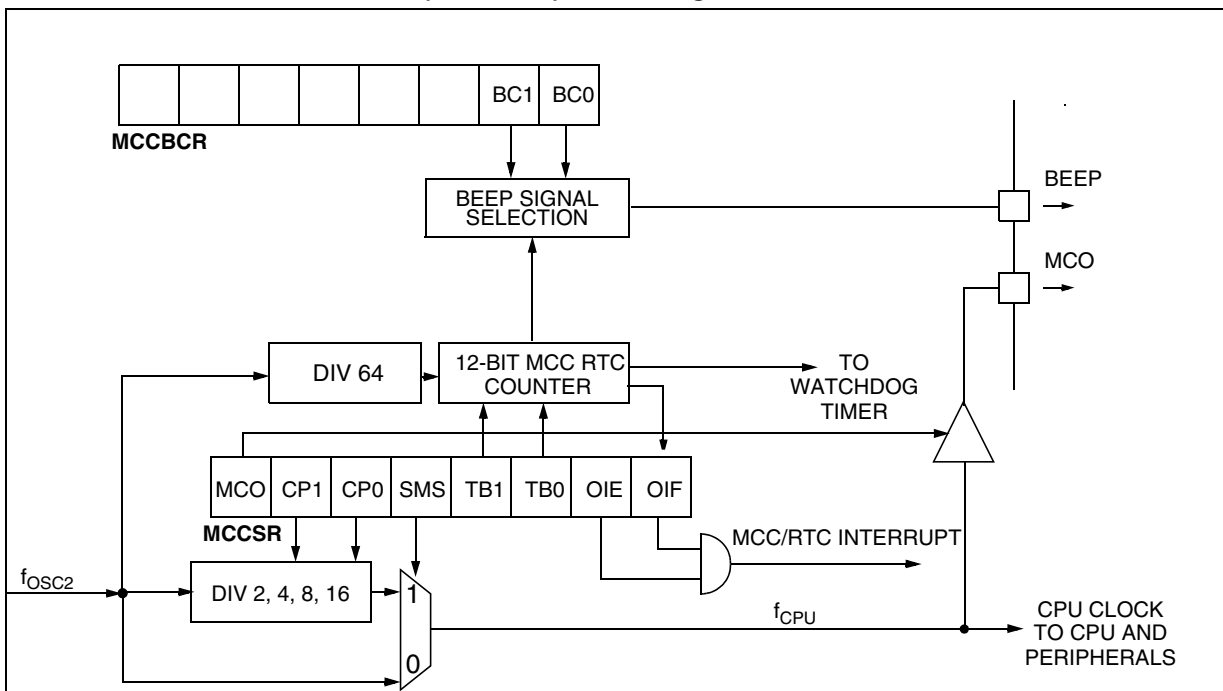 BC1 BC0
MCCBCR
BEEP SIGNAL
SELECTION
BEEP
MCO
DIV 64
12-BIT MCC RTC
COUNTER
TO
WATCHDOG
TIMER
MCO CP1 CP0 SMS TB1 TB0 OIE OIF
MCCSR
MCC/RTC INTERRUPT
fOSC2
DIV 2, 4, 8, 16
1
0
fCPU
CPU CLOCK
TO CPU AND
PERIPHERALS